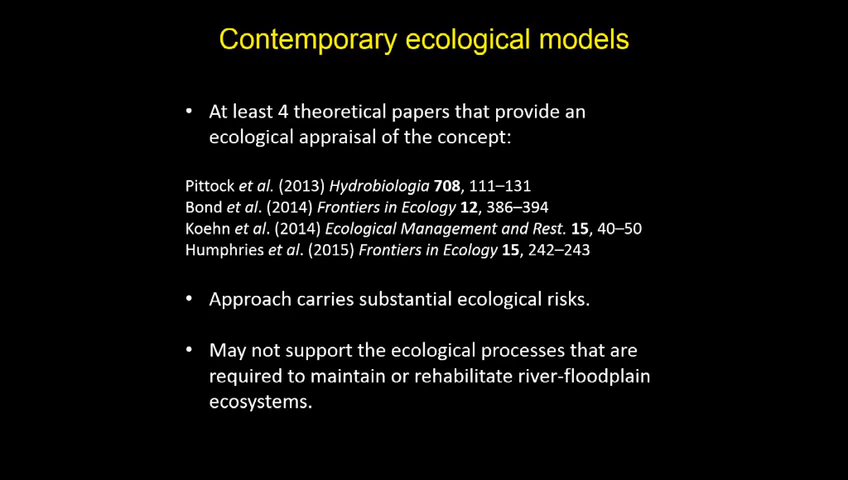 Contemporary ecological models
• At least 4 theoretical papers that provide an
ecological appraisal of the concept:
Pittock et al. (2013) Hydrobiologia 708, 111–131
Bond et al. (2014) Frontiers in Ecology 12, 386–394
Koehn et al. (2014) Ecological Management and Rest. 15, 40–50
Humphries et al. (2015) Frontiers in Ecology 15, 242–243
• Approach carries substantial ecological risks.
• May not support the ecological processes that are
required to maintain or rehabilitate river-floodplain
ecosystems.